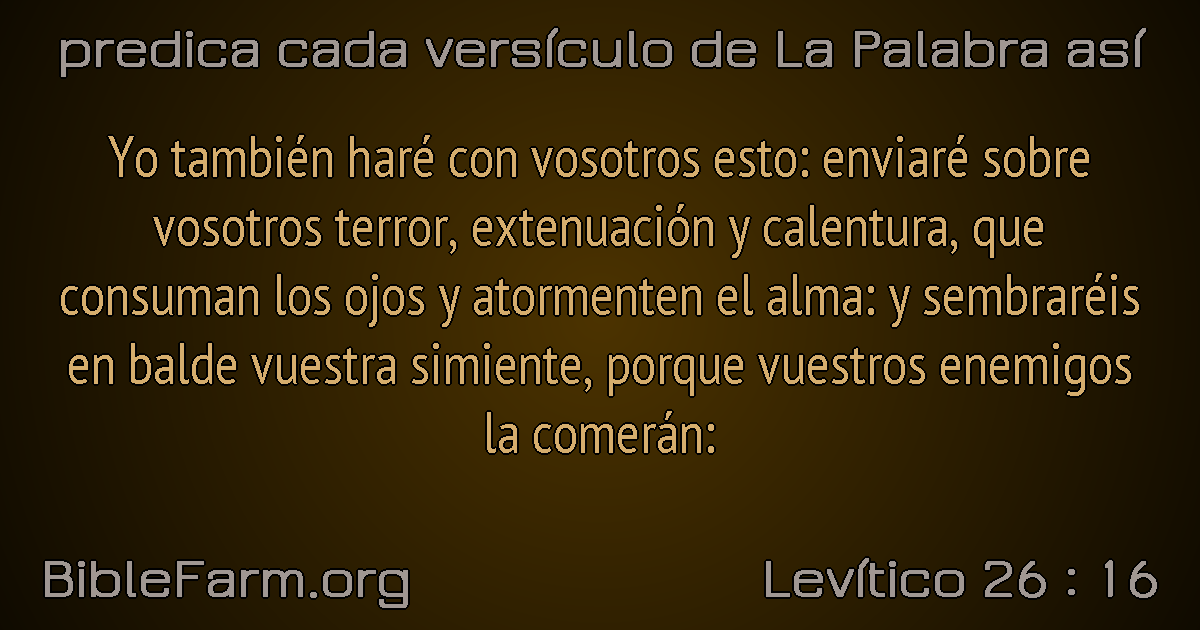 predica cada versículo de La Palabra así
Yo también haré con vosotros esto: enviaré sobre
vosotros terror, extenuación y calentura, que
consuman los ojos y atormenten el alma: y sembraréis
en balde vuestra simiente, porque vuestros enemigos
la comerán:
BibleFarm.org
Levítico 26 : 16